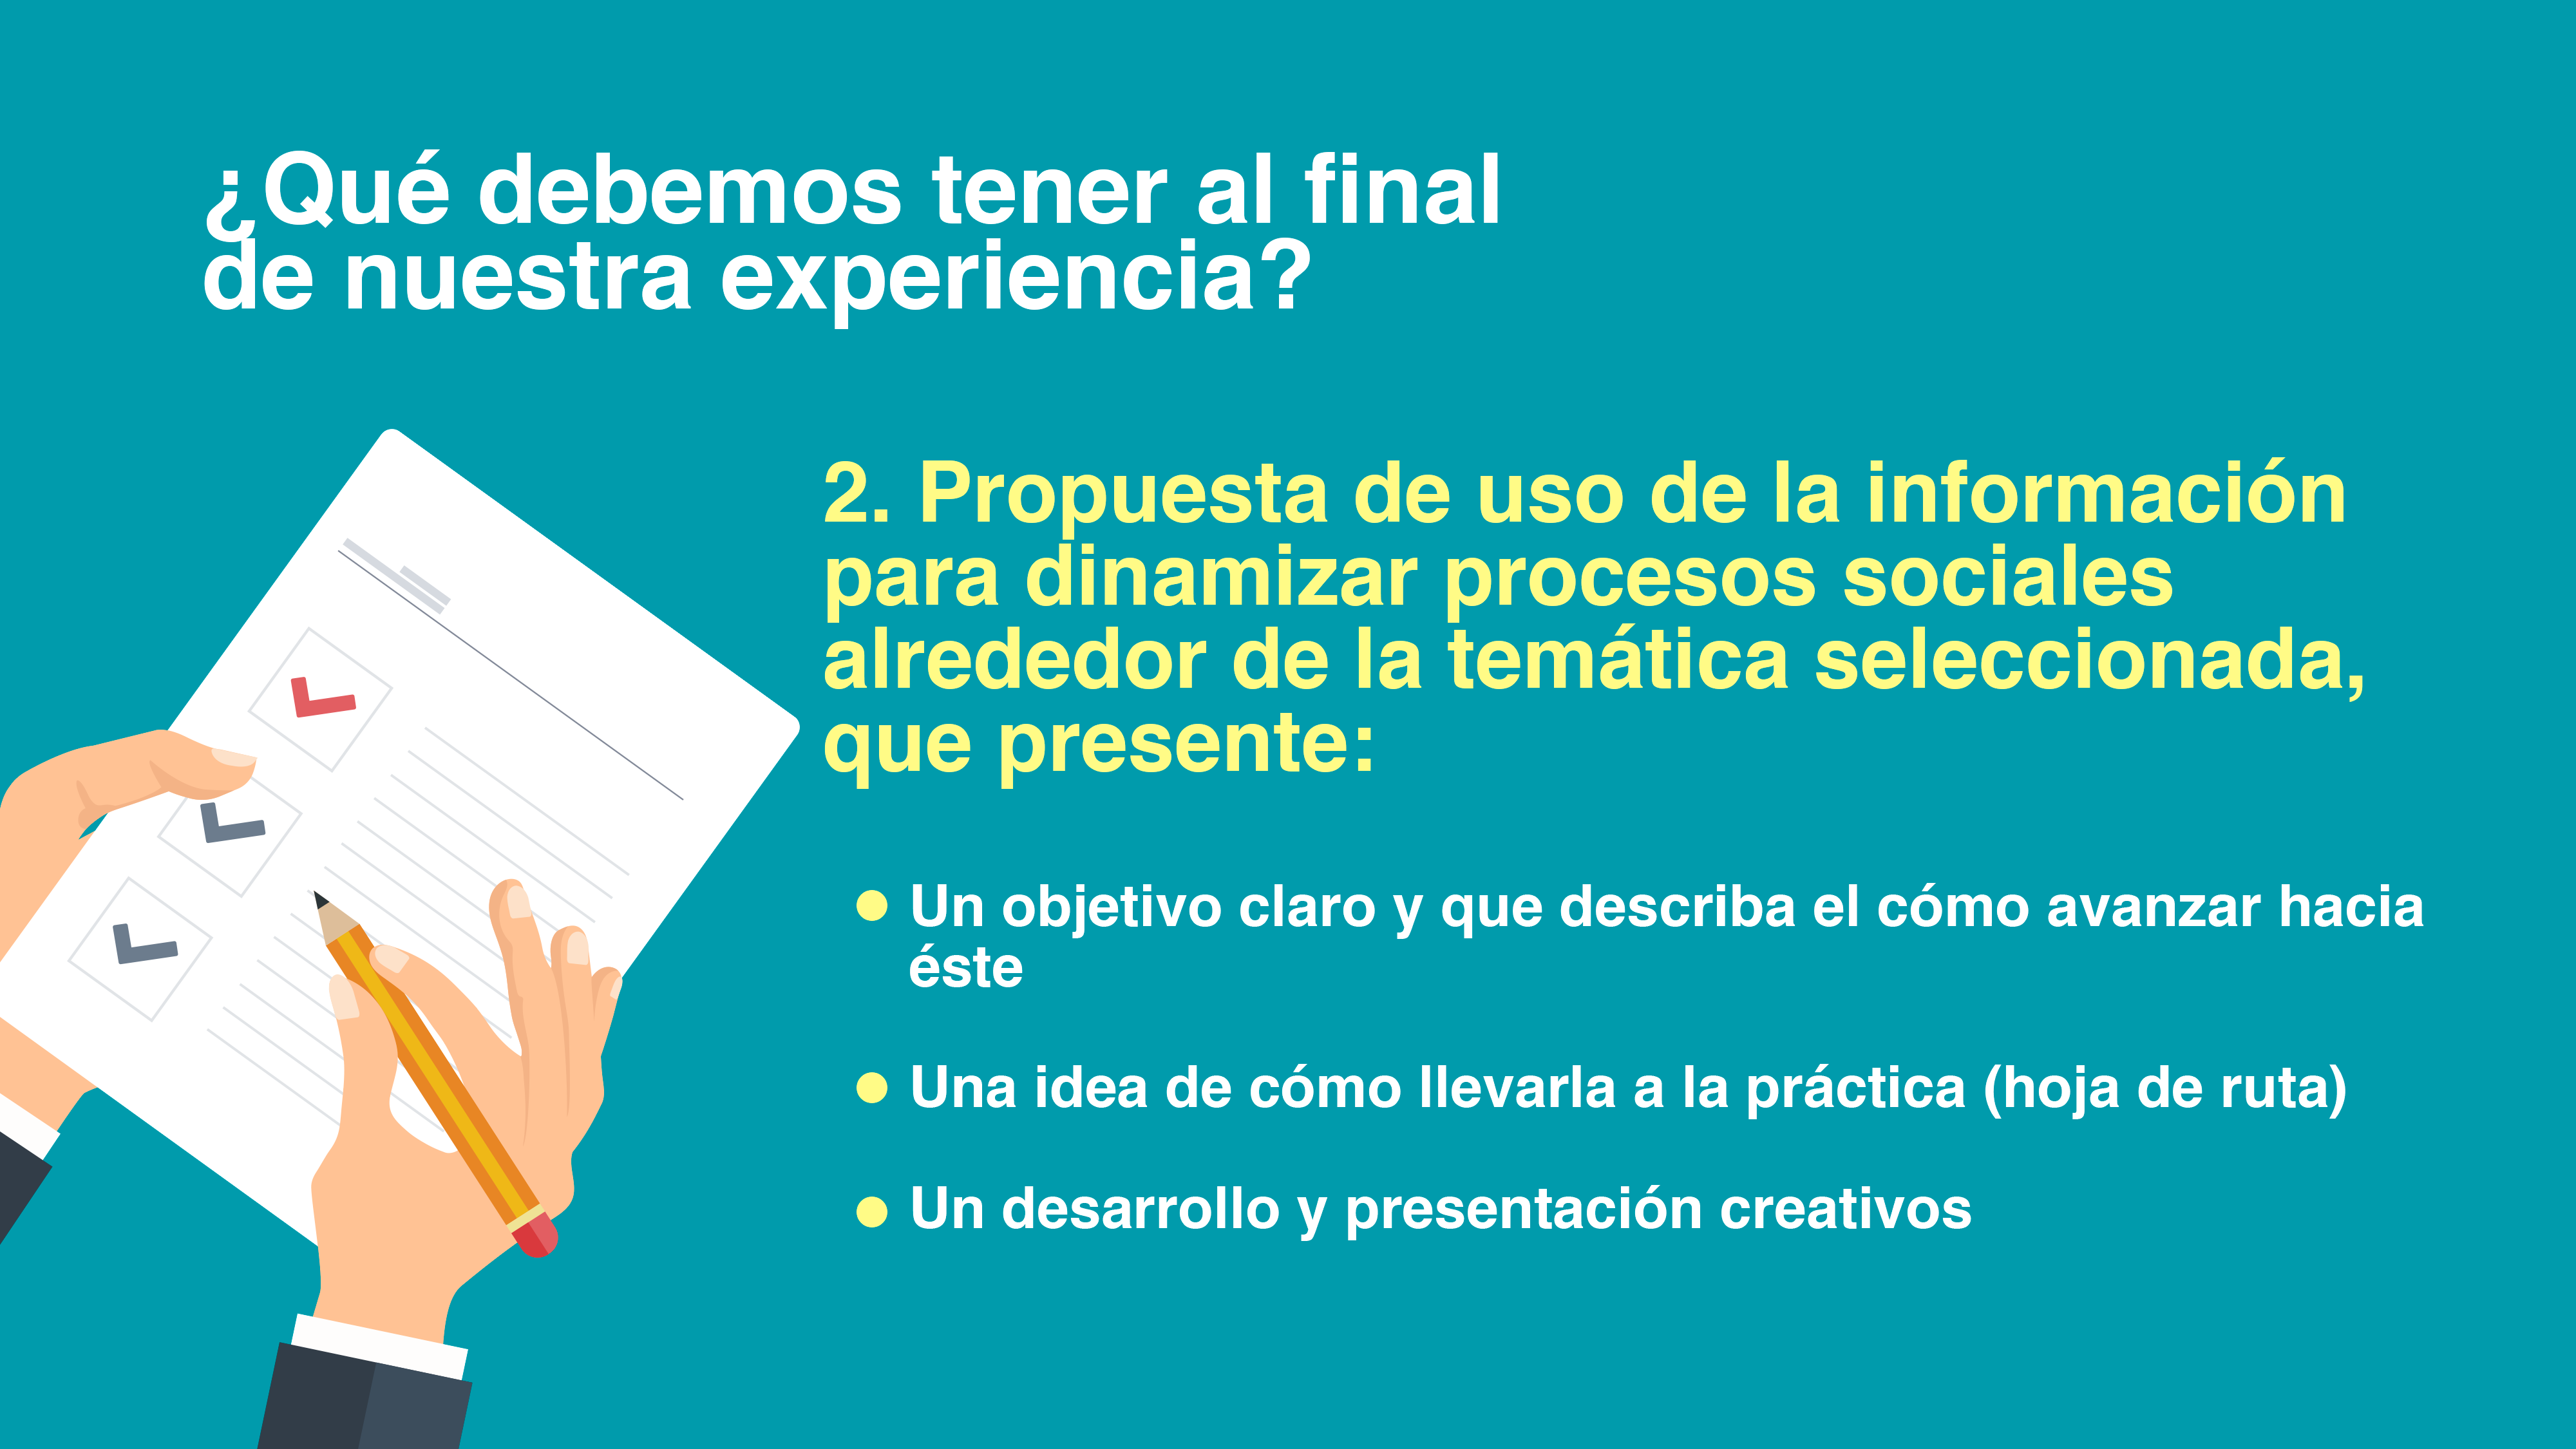 ¿Qué debemos tener al final
de nuestra experiencia?
2. Propuesta de uso de la información
para dinamizar procesos sociales
alrededor de la temática seleccionada,
que presente:
Un objetivo claro y que describa el cómo avanzar hacia
éste
Una idea de cómo llevarla a la práctica (hoja de ruta)
Un desarrollo y presentación creativos